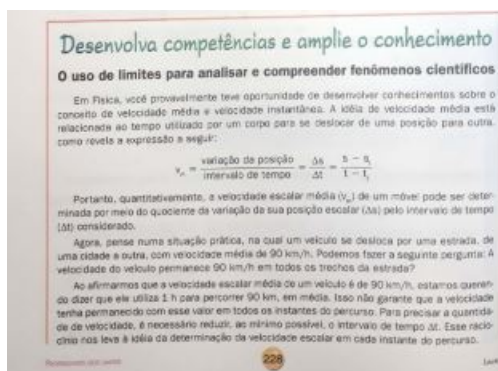 Desenvolva competências e amplie o conhecimento
O uso de limites para analisar e compreender fenômenos científicos
Em Física, você provavelmente teve oportunidade de desenvolver conhecimentos sobre o
conceito de velocidade média e velocidade instantânea. A idéia de velocidade média está
relacionada ao tempo utilizado por um corpo para se deslocar de uma posição para outra,
como revela a expressão a seguir:
variação da posição / intervalo de tempo = Δs / Δt =
Portanto, quantitativamente, a velocidade escalar média (vₘ) de um móvel pode ser deter-
minada por meio do quociente da variação da sua posição escalar (Δs) pelo intervalo de tempo
(Δt) considerado.
Agora, pense numa situação prática, na qual um veículo se desloca por uma estrada, de
uma cidade a outra, com velocidade média de 90 km/h. Podemos fazer a seguinte pergunta: A
velocidade do veículo permanece 90 km/h em todos os trechos da estrada?
Ao afirmarmos que a velocidade escalar média de um veículo é de 90 km/h, estamos queren-
do dizer que ele utiliza 1 h para percorrer 90 km, em média. Isso não garante que a velocidade
tenha permanecido com esse valor em todos os instantes do percurso. Para precisar a quantida-
de de velocidade, é necessário reduzir, ao mínimo possível, o intervalo de tempo Δt. Esse racio-
cínio nos leva à idéia da determinação da velocidade escalar em cada instante do percurso.
228